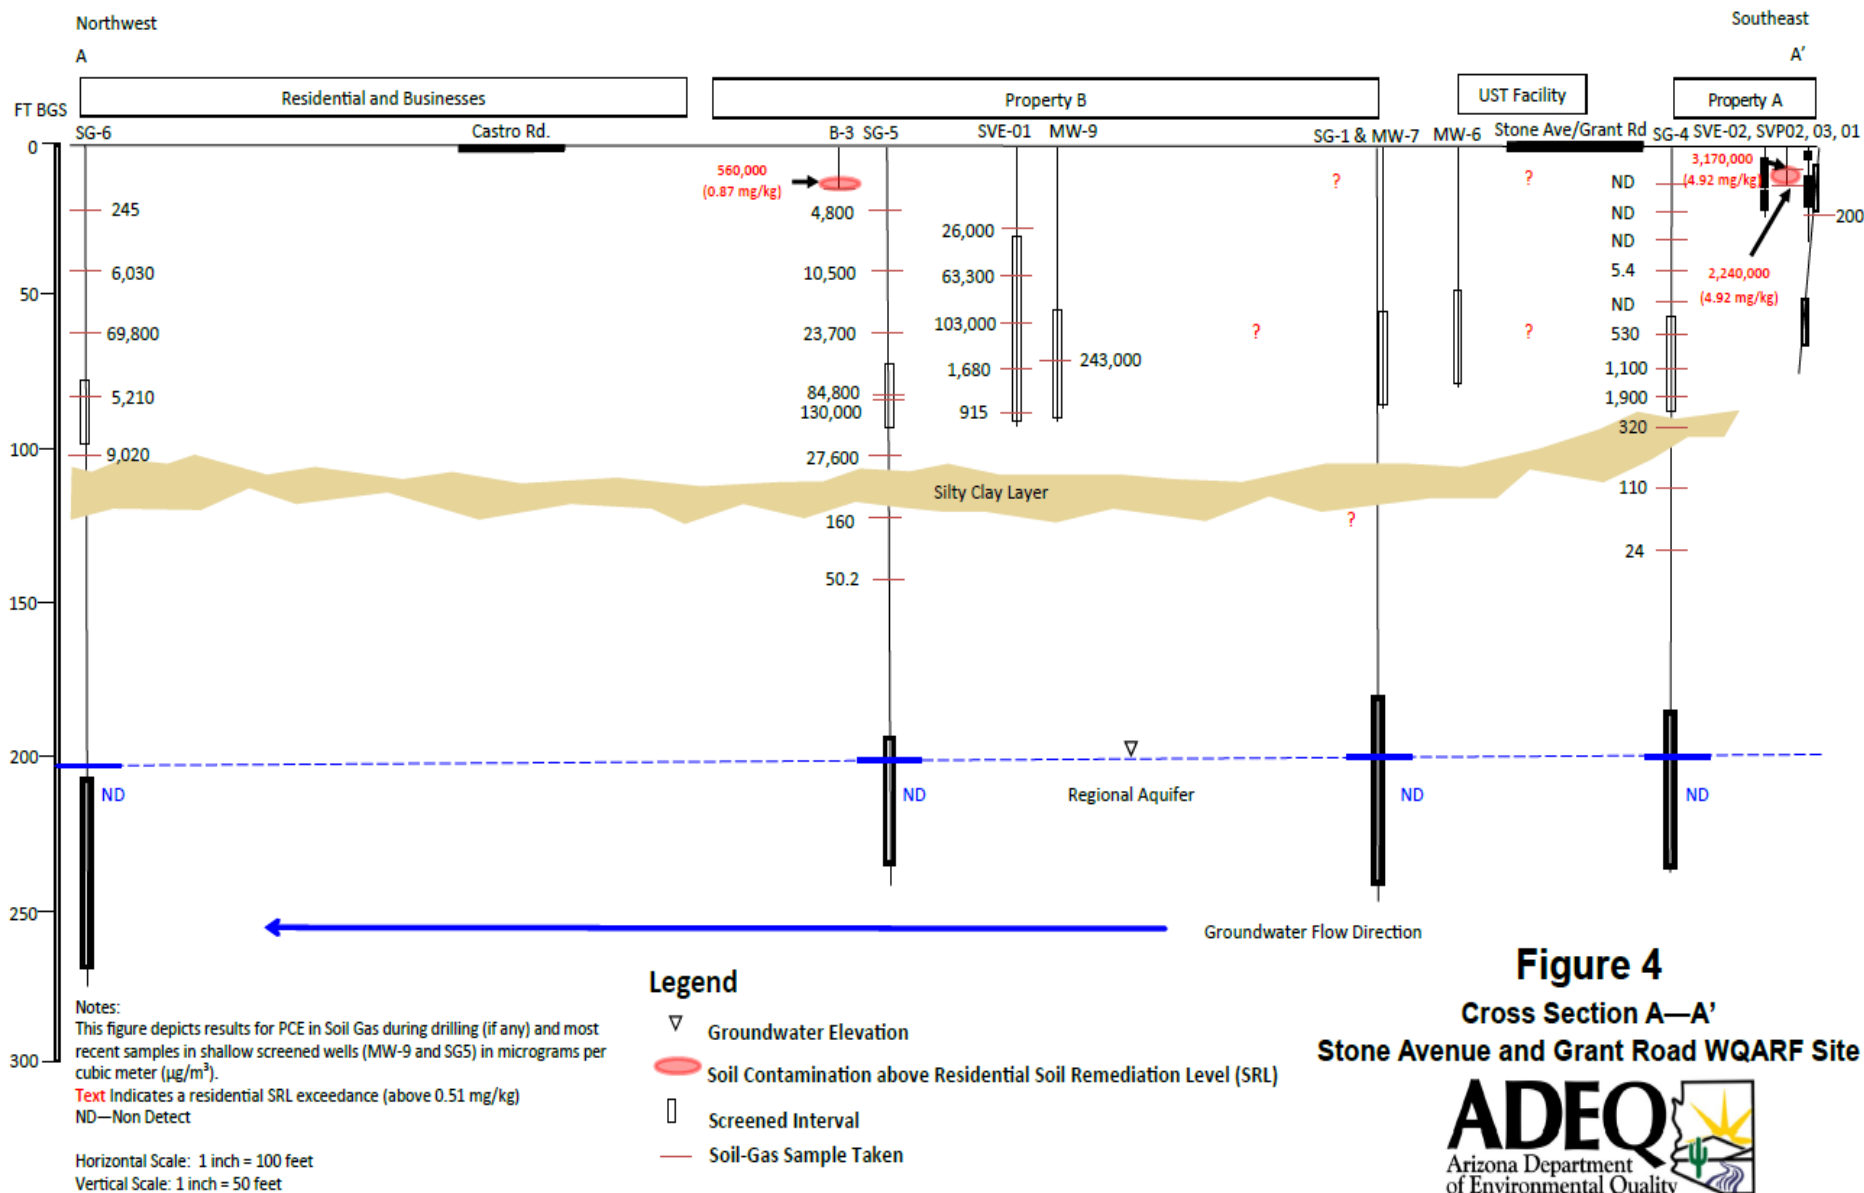 Northwest
Southeast
A
A'
Residential and Businesses
Property B
UST Facility
Property A
FT BGS
SG-6
Castro Rd.
B-3
SG-5
SVE-01
MW-9
SG-1 & MW-7
MW-6
Stone Ave/Grant Rd
SG-4
SVE-02, SVP02, 03, 01
0
50
100
150
200
250
300
245
6,030
69,800
5,210
9,020
560,000
(0.87 mg/kg)
4,800
10,500
23,700
84,800
130,000
27,600
160
50.2
26,000
63,300
103,000
1,680
915
243,000
?
?
?
?
?
ND
ND
ND
5.4
ND
530
1,100
1,900
320
110
24
3,170,000
(4.92 mg/kg)
200
2,240,000
(4.92 mg/kg)
Silty Clay Layer
ND
ND
Regional Aquifer
ND
ND
Groundwater Flow Direction
Notes:
This figure depicts results for PCE in Soil Gas during drilling (if any) and most
recent samples in shallow screened wells (MW-9 and SG5) in micrograms per
cubic meter (µg/m³).
Text Indicates a residential SRL exceedance (above 0.51 mg/kg)
ND—Non Detect
Horizontal Scale: 1 inch = 100 feet
Vertical Scale: 1 inch = 50 feet
Legend
Groundwater Elevation
Soil Contamination above Residential Soil Remediation Level (SRL)
Screened Interval
Soil-Gas Sample Taken
Figure 4
Cross Section A—A'
Stone Avenue and Grant Road WQARF Site
ADEQ
Arizona Department
of Environmental Quality